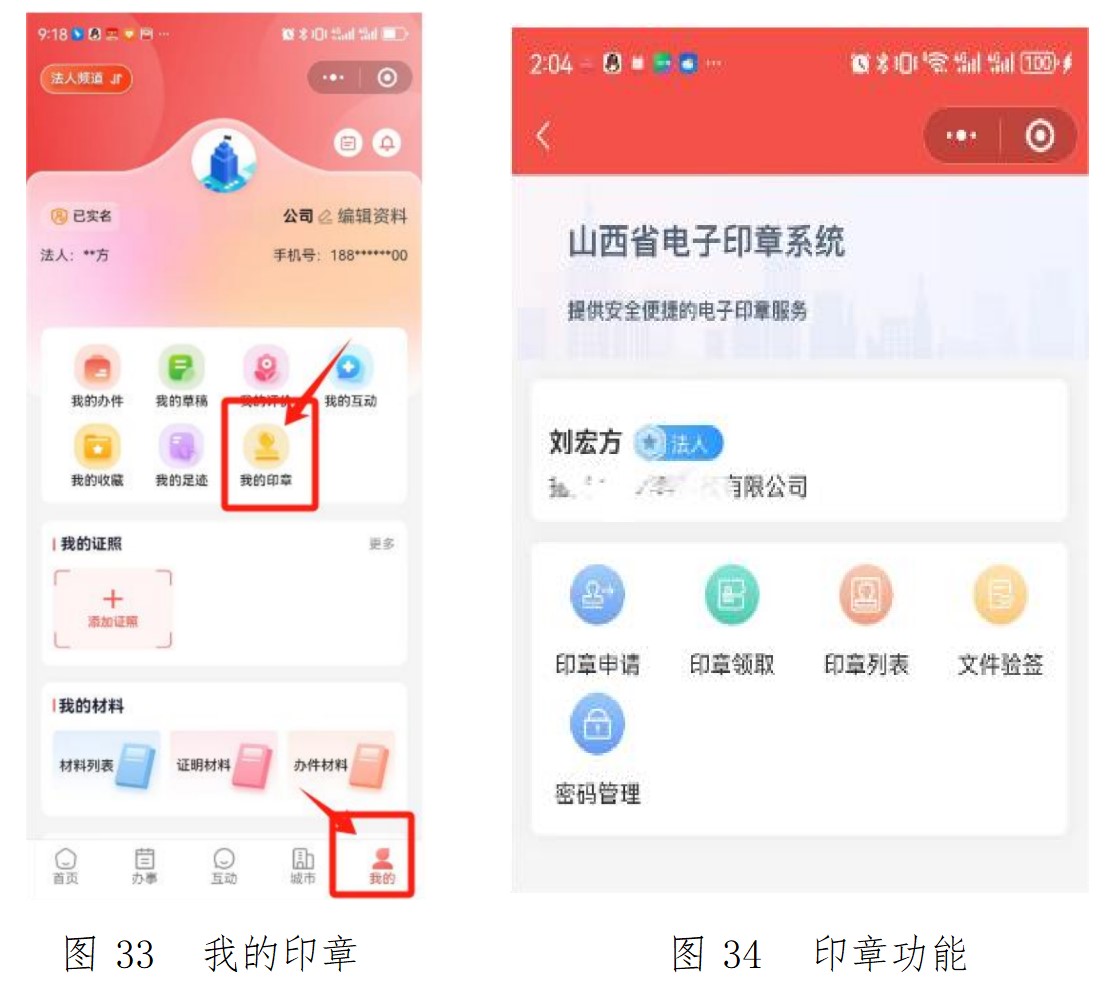 9:18
法人频道
已实名
公司 编辑资料
法人：**方
手机号：188******00
我的办件 我的草稿 我的评价 我的互动
我的收藏 我的足迹 我的印章
我的证照 更多
添加证照
我的材料
材料列表 证明材料 办件材料
首页 办事 互动 城市 我的
图 33 我的印章
2:04
100
山西省电子印章系统
提供安全便捷的电子印章服务
刘宏方 法人
有限公司
印章申请 印章领取 印章列表 文件验签
密码管理
图 34 印章功能